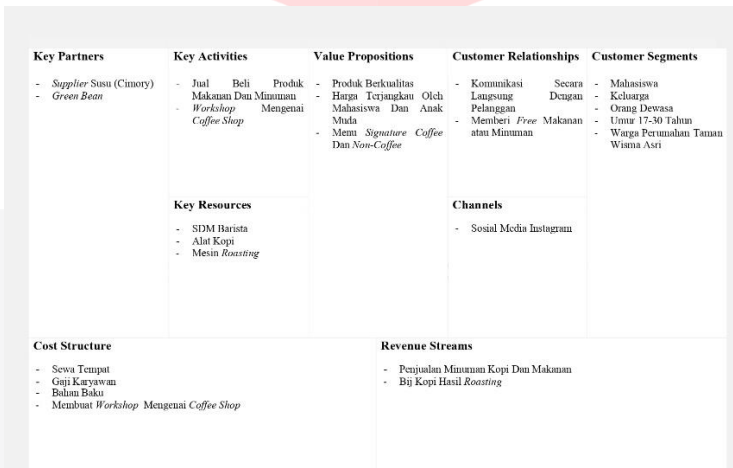 Key Partners
- Supplier Susu (Cimory)
- Green Bean
Key Activities
- Jual Beli Produk
Makanan Dan Minuman
- Workshop Mengenai
Coffee Shop
Value Propositions
- Produk Berkualitas
- Harga Terjangkau Oleh
Mahasiswa Dan Anak
Muda
- Menu Signature Coffee
Dan Non-Coffee
Customer Relationships
- Komunikasi Secara
Langsung Dengan
Pelanggan
- Memberi Free Makanan
atau Minuman
Customer Segments
- Mahasiswa
- Keluarga
- Orang Dewasa
- Umur 17-30 Tahun
- Warga Perumahan Taman
Wisma Asri
Key Resources
- SDM Barista
- Alat Kopi
- Mesin Roasting
Channels
- Sosial Media Instagram
Cost Structure
- Sewa Tempat
- Gaji Karyawan
- Bahan Baku
- Membuat Workshop Mengenai Coffee Shop
Revenue Streams
- Penjualan Minuman Kopi Dan Makanan
- Bij Kopi Hasil Roasting